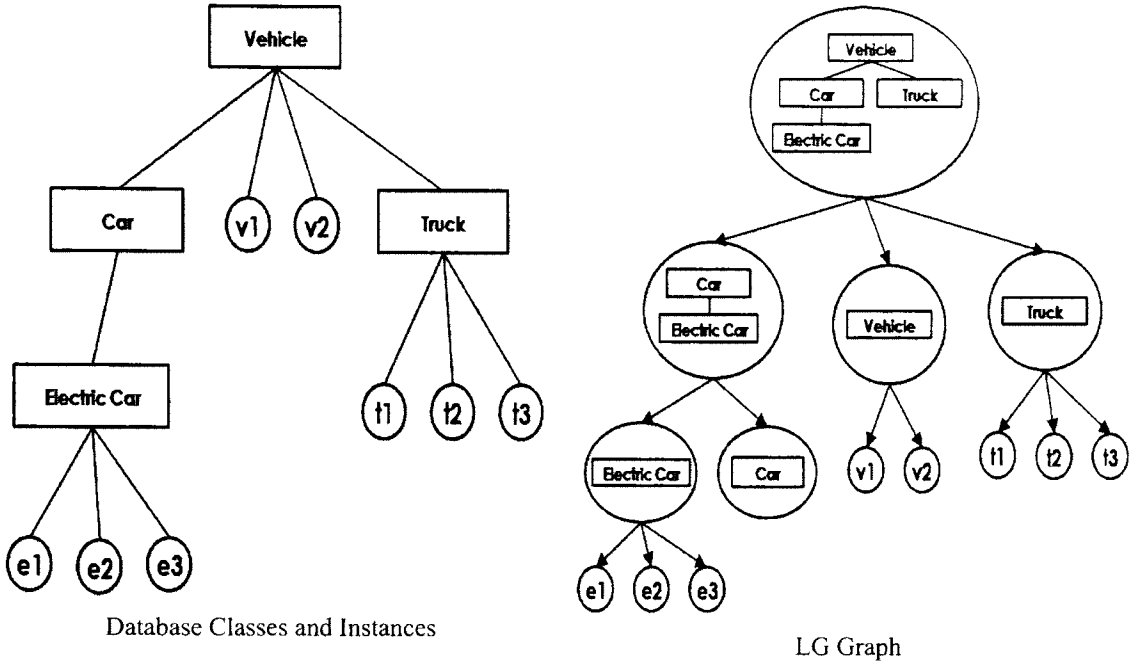 Vehicle
Car
v1
v2
Truck
Electric Car
t1
t2
t3
e1
e2
e3
Database Classes and Instances
Vehicle
Car
Truck
Electric Car
Car
Electric Car
Vehicle
Truck
Electric Car
Car
v1
v2
t1
t2
t3
e1
e2
e3
LG Graph